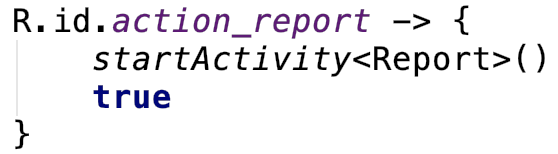 R.id.action_report -> {
    startActivity<Report>()
    true
}